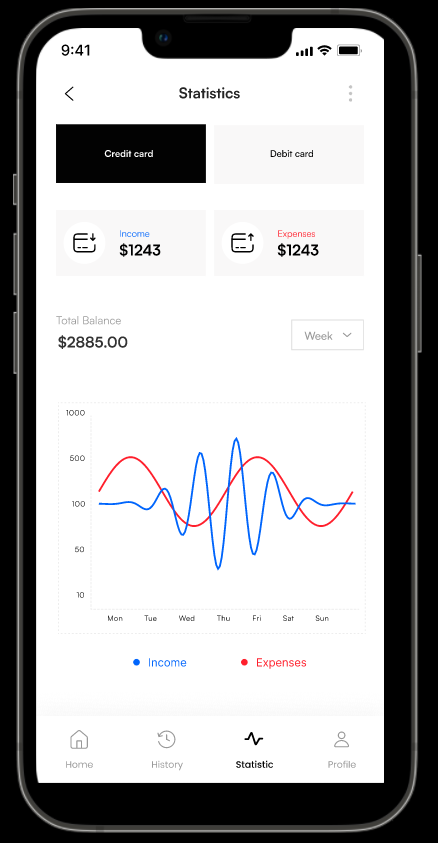 9:41
Statistics
Credit card
Debit card
Income
$1243
Expenses
$1243
Total Balance
$2885.00
Week
1000
500
100
50
10
Mon Tue Wed Thu Fri Sat Sun
Income Expenses
Home History Statistic Profile